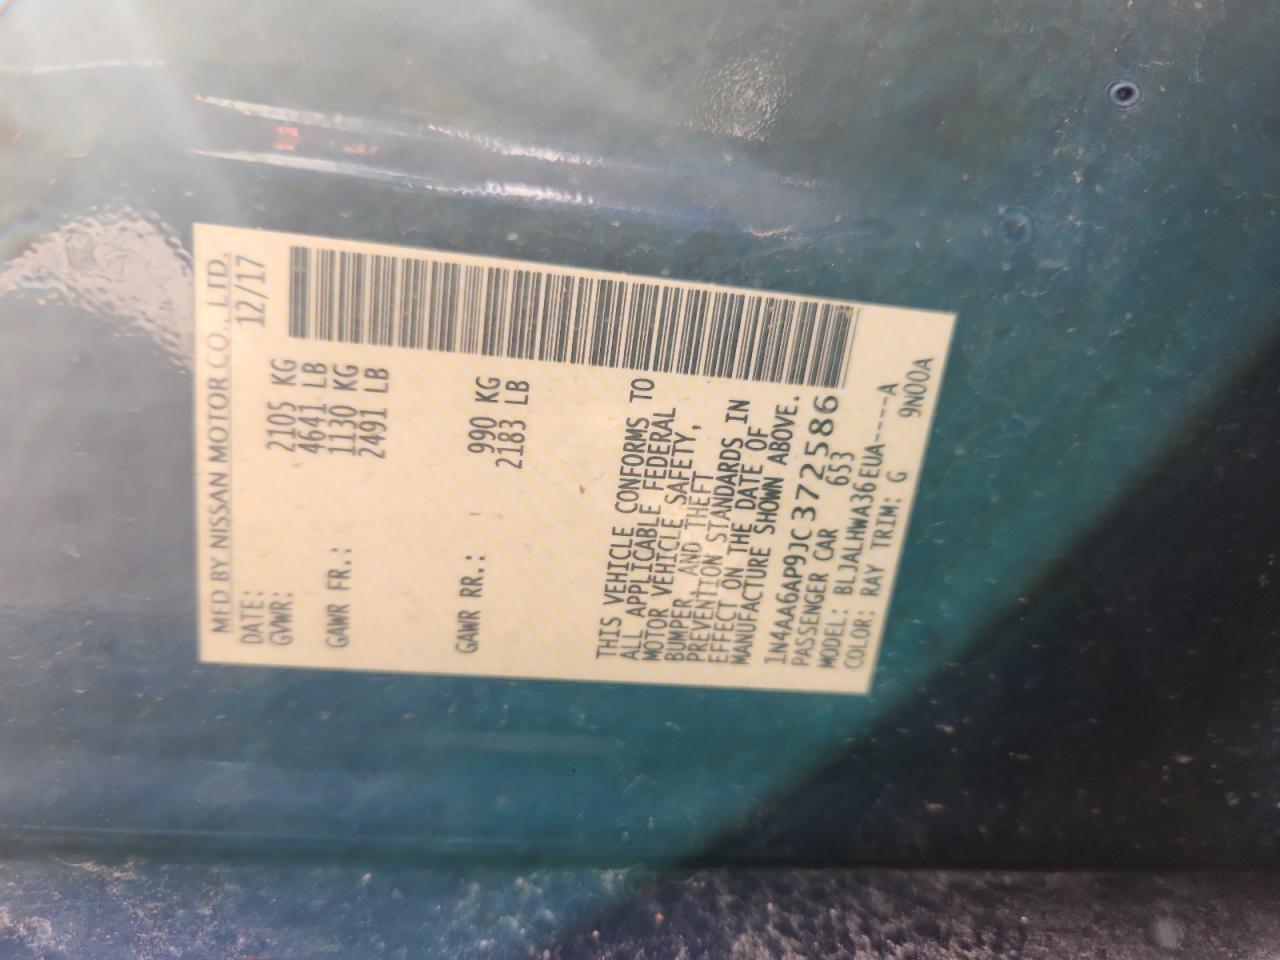 MFD BY NISSAN MOTOR CO., LTD.
DATE: 12/17
GVWR: 2105 KG
4641 LB
GAWR FR.: 1130 KG
2491 LB
GAWR RR.: 990 KG
2183 LB
THIS VEHICLE CONFORMS TO
ALL APPLICABLE FEDERAL
MOTOR VEHICLE SAFETY,
BUMPER, AND THEFT
PREVENTION STANDARDS IN
EFFECT ON THE DATE OF
MANUFACTURE SHOWN ABOVE.
1N4AA6AP9JC372586
PASSENGER CAR 653
MODEL: BLJALHWA36EUA-----A
COLOR: RAY TRIM: G 9N00A